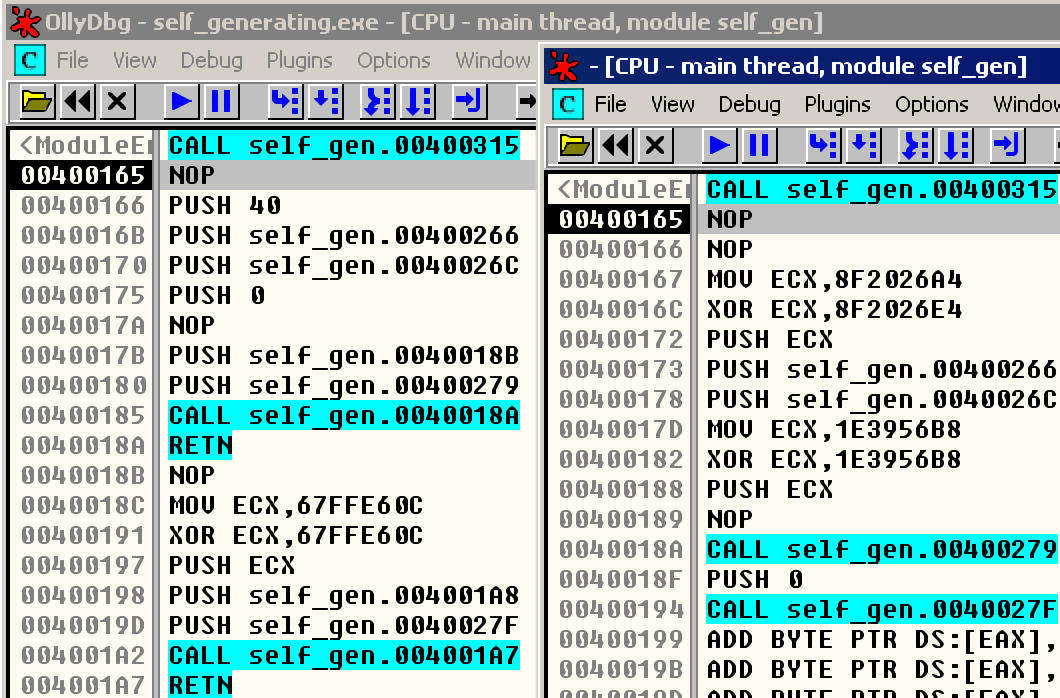 OllyDbg - self_generating.exe - [CPU - main thread, module self_gen]
C File View Debug Plugins Options Window
<ModuleE CALL self_gen.00400315
00400165 NOP
00400166 PUSH 40
0040016B PUSH self_gen.00400266
00400170 PUSH self_gen.0040026C
00400175 PUSH 0
0040017A NOP
0040017B PUSH self_gen.0040018B
00400180 PUSH self_gen.00400279
00400185 CALL self_gen.0040018A
0040018A RETN
0040018B NOP
0040018C MOV ECX,67FFE60C
00400191 XOR ECX,67FFE60C
00400197 PUSH ECX
00400198 PUSH self_gen.004001A8
0040019D PUSH self_gen.0040027F
004001A2 CALL self_gen.004001A7
004001A7 RETN
- [CPU - main thread, module self_gen]
C File View Debug Plugins Options Window
<ModuleE CALL self_gen.00400315
00400165 NOP
00400166 NOP
00400167 MOV ECX,8F2026A4
0040016C XOR ECX,8F2026E4
00400172 PUSH ECX
00400173 PUSH self_gen.00400266
00400178 PUSH self_gen.0040026C
0040017D MOV ECX,1E3956B8
00400182 XOR ECX,1E3956B8
00400188 PUSH ECX
00400189 NOP
0040018A CALL self_gen.00400279
0040018F PUSH 0
00400194 CALL self_gen.0040027F
00400199 ADD BYTE PTR DS:[EAX],
0040019B ADD BYTE PTR DS:[EAX],
0040019D ADD BYTE PTR DS:[EAX],